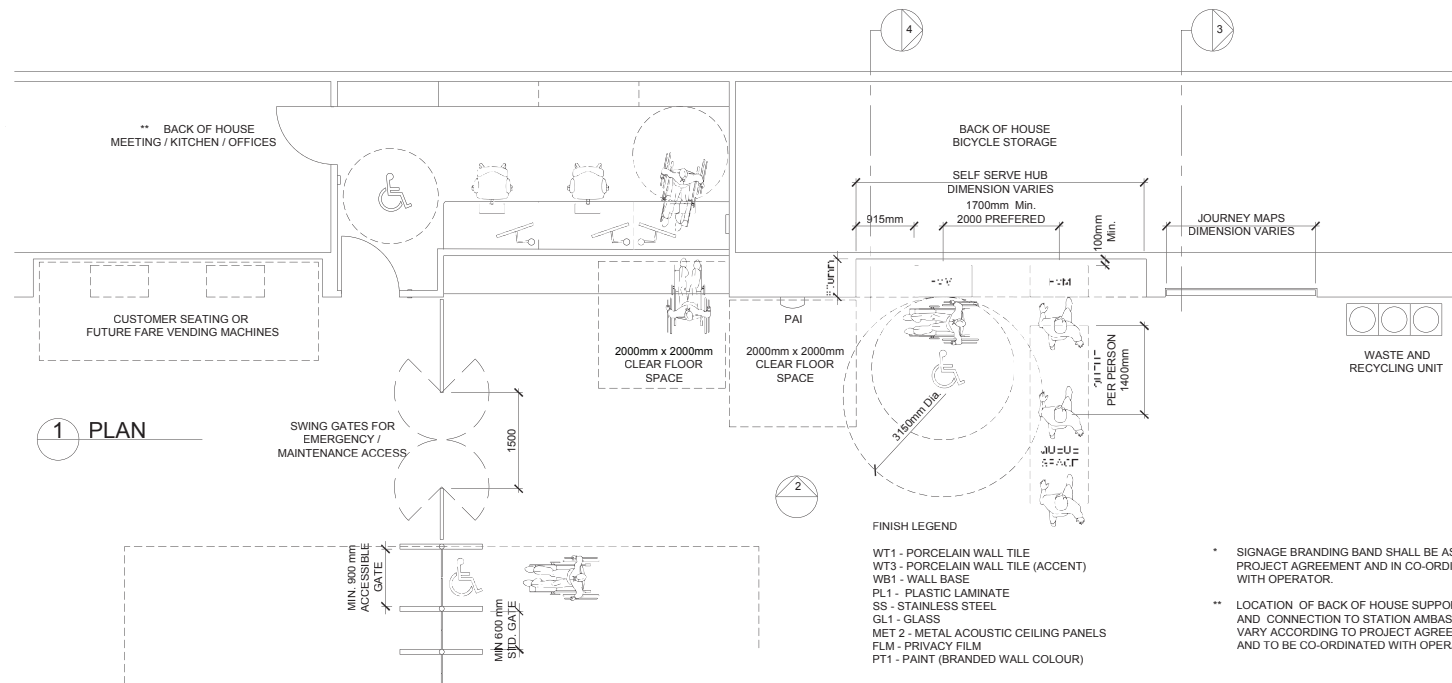 4
3
** BACK OF HOUSE
MEETING / KITCHEN / OFFICES
BACK OF HOUSE
BICYCLE STORAGE
SELF SERVE HUB
DIMENSION VARIES
1700mm Min.
2000 PREFERED
915mm
100mm
Min.
JOURNEY MAPS
DIMENSION VARIES
CUSTOMER SEATING OR
FUTURE FARE VENDING MACHINES
PAI
2000mm x 2000mm
CLEAR FLOOR
SPACE
2000mm x 2000mm
CLEAR FLOOR
SPACE
PER PERSON
1400mm
WASTE AND
RECYCLING UNIT
3150mm Dia.
1 PLAN
SWING GATES FOR
EMERGENCY /
MAINTENANCE ACCESS
1500
QUEUE
SPACE
2
MIN. 900 mm
ACCESSIBLE
GATE
MIN 600 mm
STD. GATE
FINISH LEGEND
WT1 - PORCELAIN WALL TILE
WT3 - PORCELAIN WALL TILE (ACCENT)
WB1 - WALL BASE
PL1 - PLASTIC LAMINATE
SS - STAINLESS STEEL
GL1 - GLASS
MET 2 - METAL ACOUSTIC CEILING PANELS
FLM - PRIVACY FILM
PT1 - PAINT (BRANDED WALL COLOUR)
* SIGNAGE BRANDING BAND SHALL BE AS
PROJECT AGREEMENT AND IN CO-ORDI
WITH OPERATOR.
** LOCATION OF BACK OF HOUSE SUPPO
AND CONNECTION TO STATION AMBAS
VARY ACCORDING TO PROJECT AGREE
AND TO BE CO-ORDINATED WITH OPERA